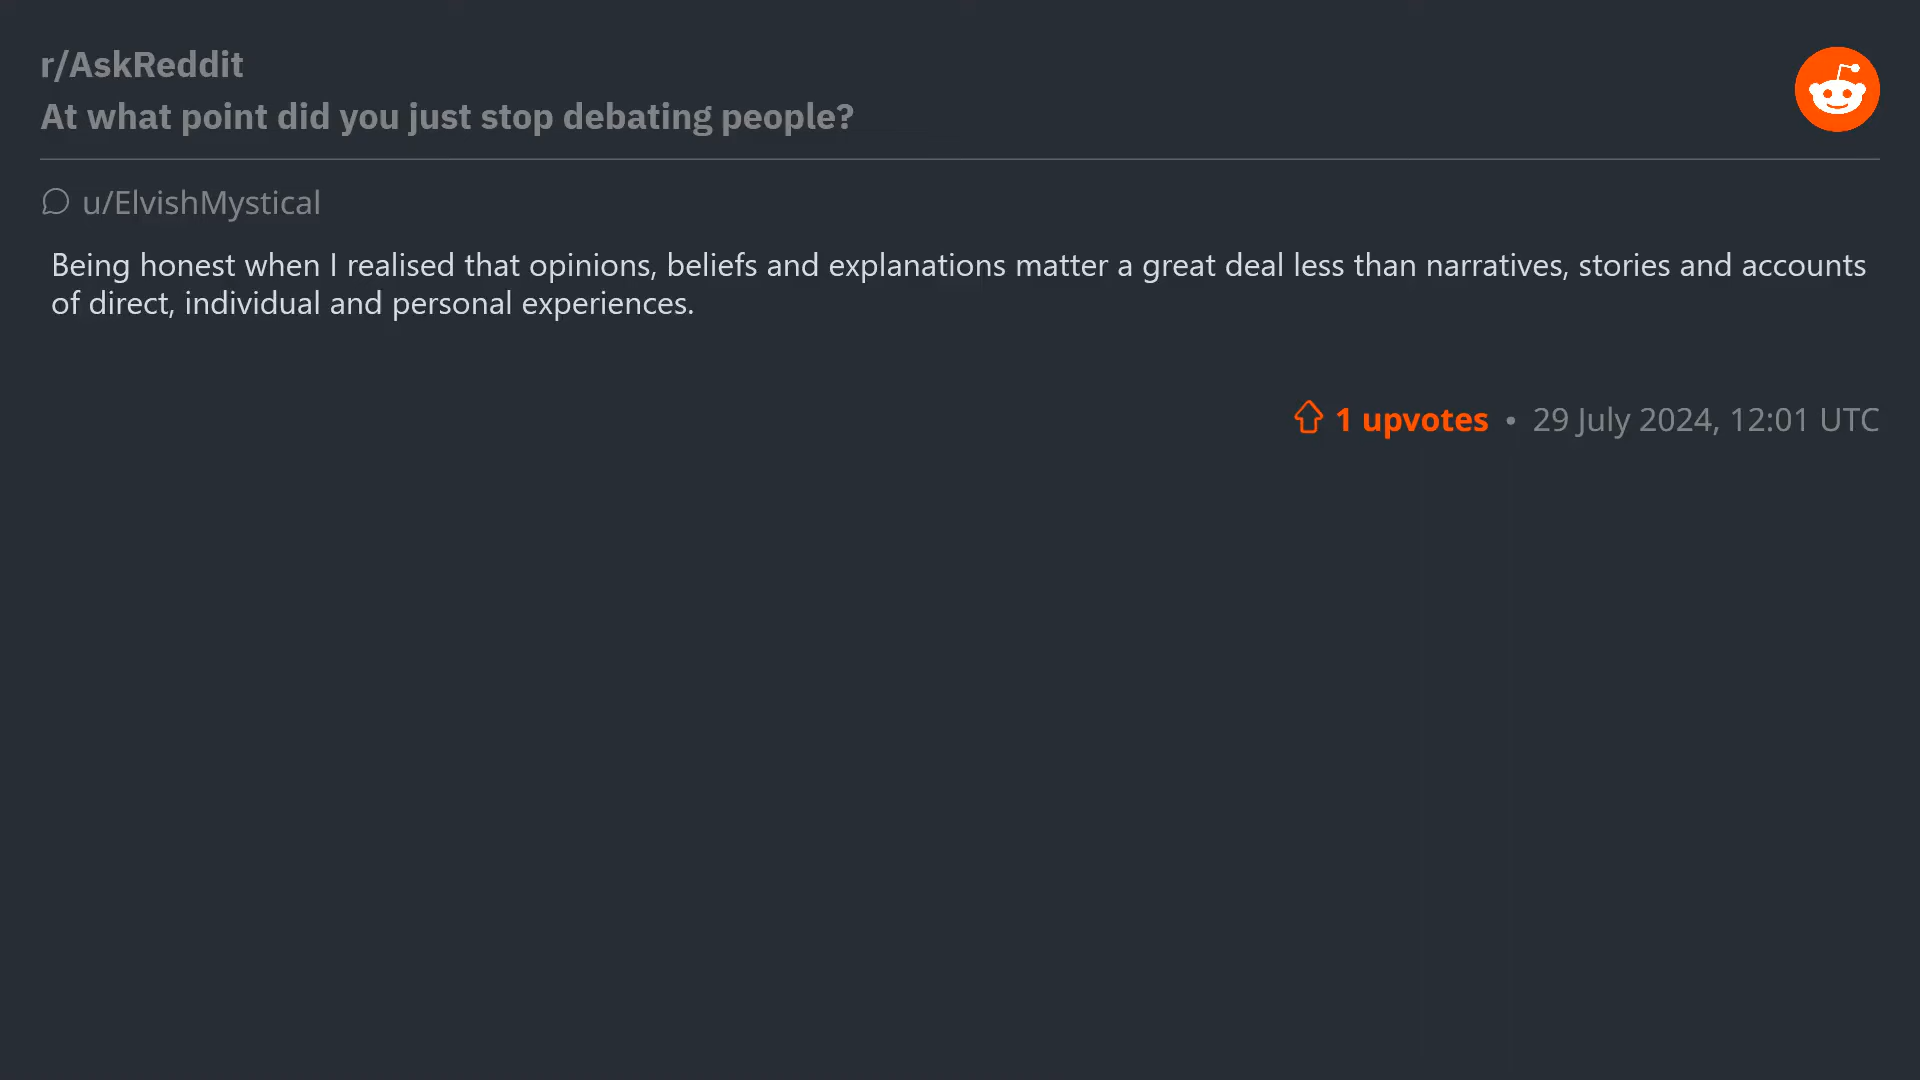 r/AskReddit
At what point did you just stop debating people?
u/ElvishMystical
Being honest when I realised that opinions, beliefs and explanations matter a great deal less than narratives, stories and accounts
of direct, individual and personal experiences.
1 upvotes • 29 July 2024, 12:01 UTC